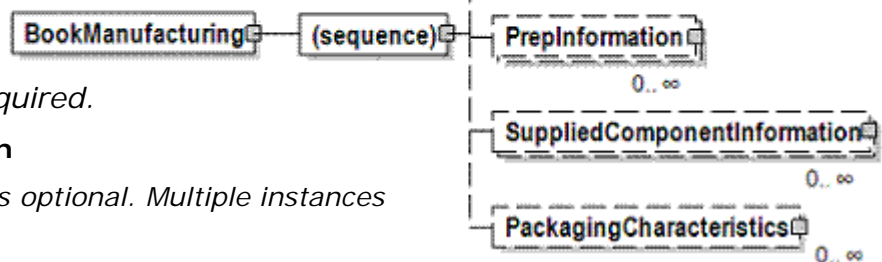 BookManufacturing (sequence) PrepInformation
0.. ∞
quired.
SuppliedComponentInformation
n
0.. ∞
s optional. Multiple instances
PackagingCharacteristics
0.. ∞